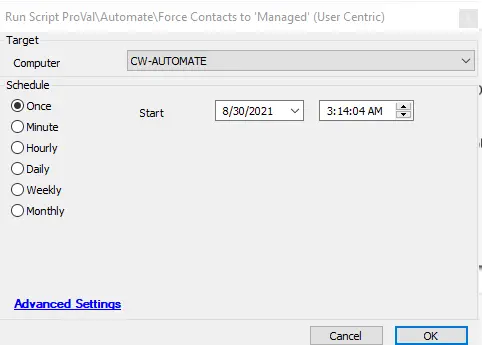 Run Script ProVal\Automate\Force Contacts to 'Managed' (User Centric)
Target
Computer CW-AUTOMATE
Schedule
Once Start 8/30/2021 3:14:04 AM
Minute
Hourly
Daily
Weekly
Monthly
Advanced Settings
Cancel OK